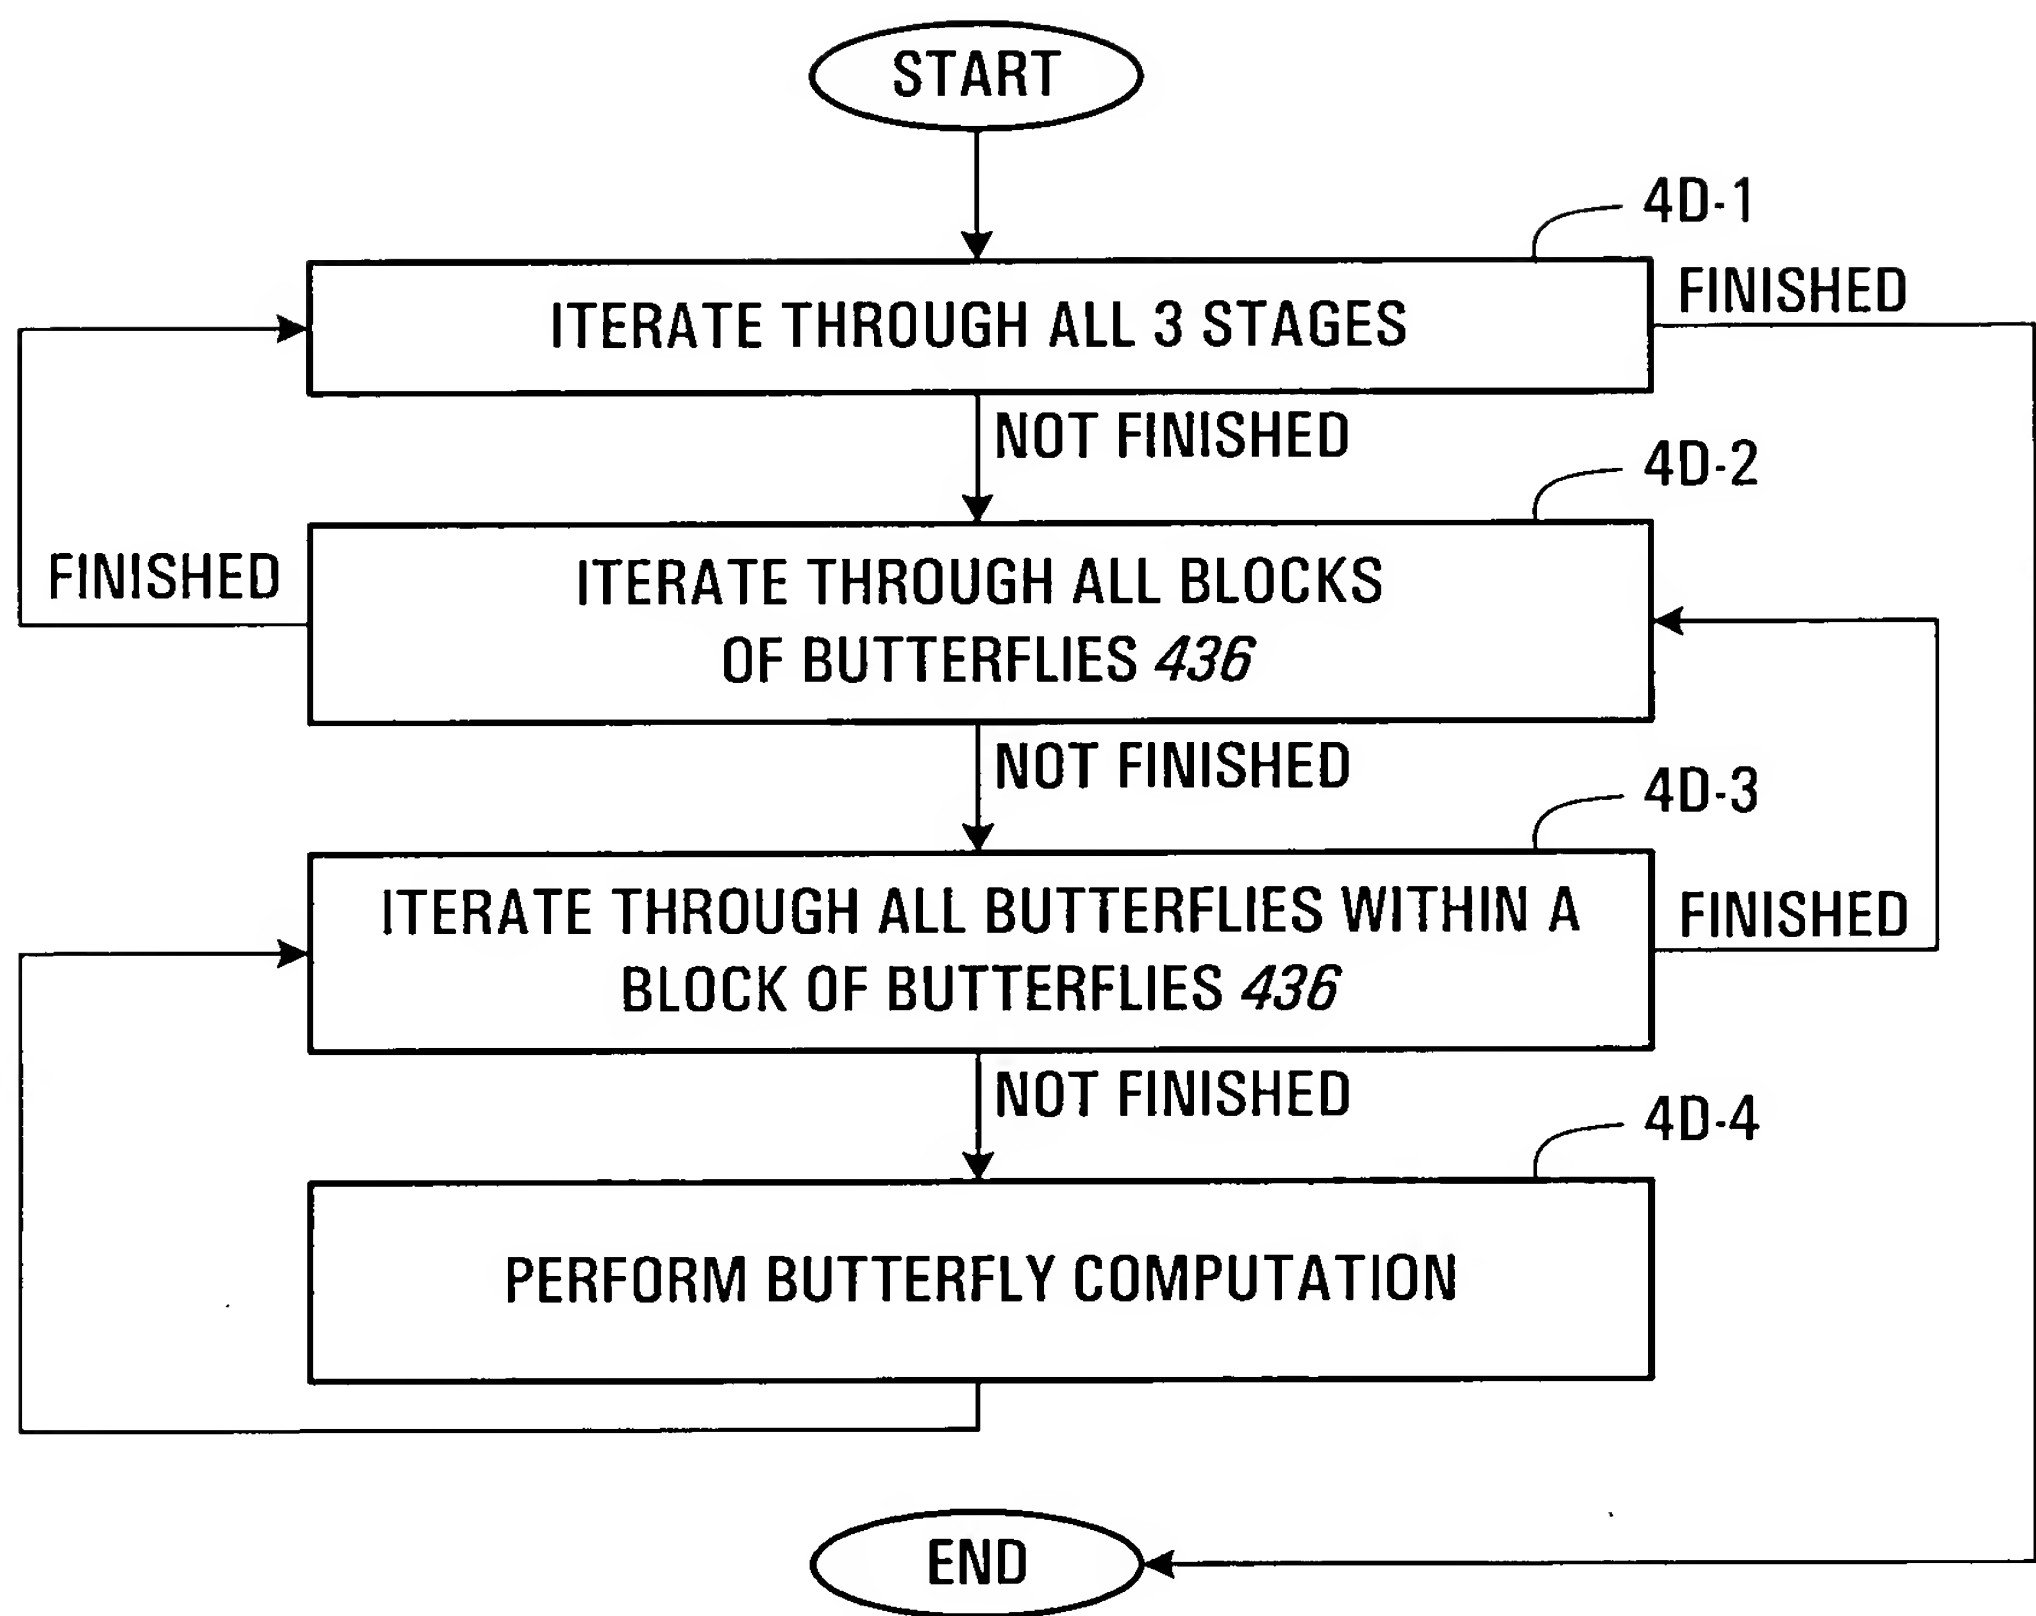 START
4D-1
ITERATE THROUGH ALL 3 STAGES
FINISHED
NOT FINISHED
4D-2
ITERATE THROUGH ALL BLOCKS
OF BUTTERFLIES 436
FINISHED
NOT FINISHED
4D-3
ITERATE THROUGH ALL BUTTERFLIES WITHIN A
BLOCK OF BUTTERFLIES 436
FINISHED
NOT FINISHED
4D-4
PERFORM BUTTERFLY COMPUTATION
END